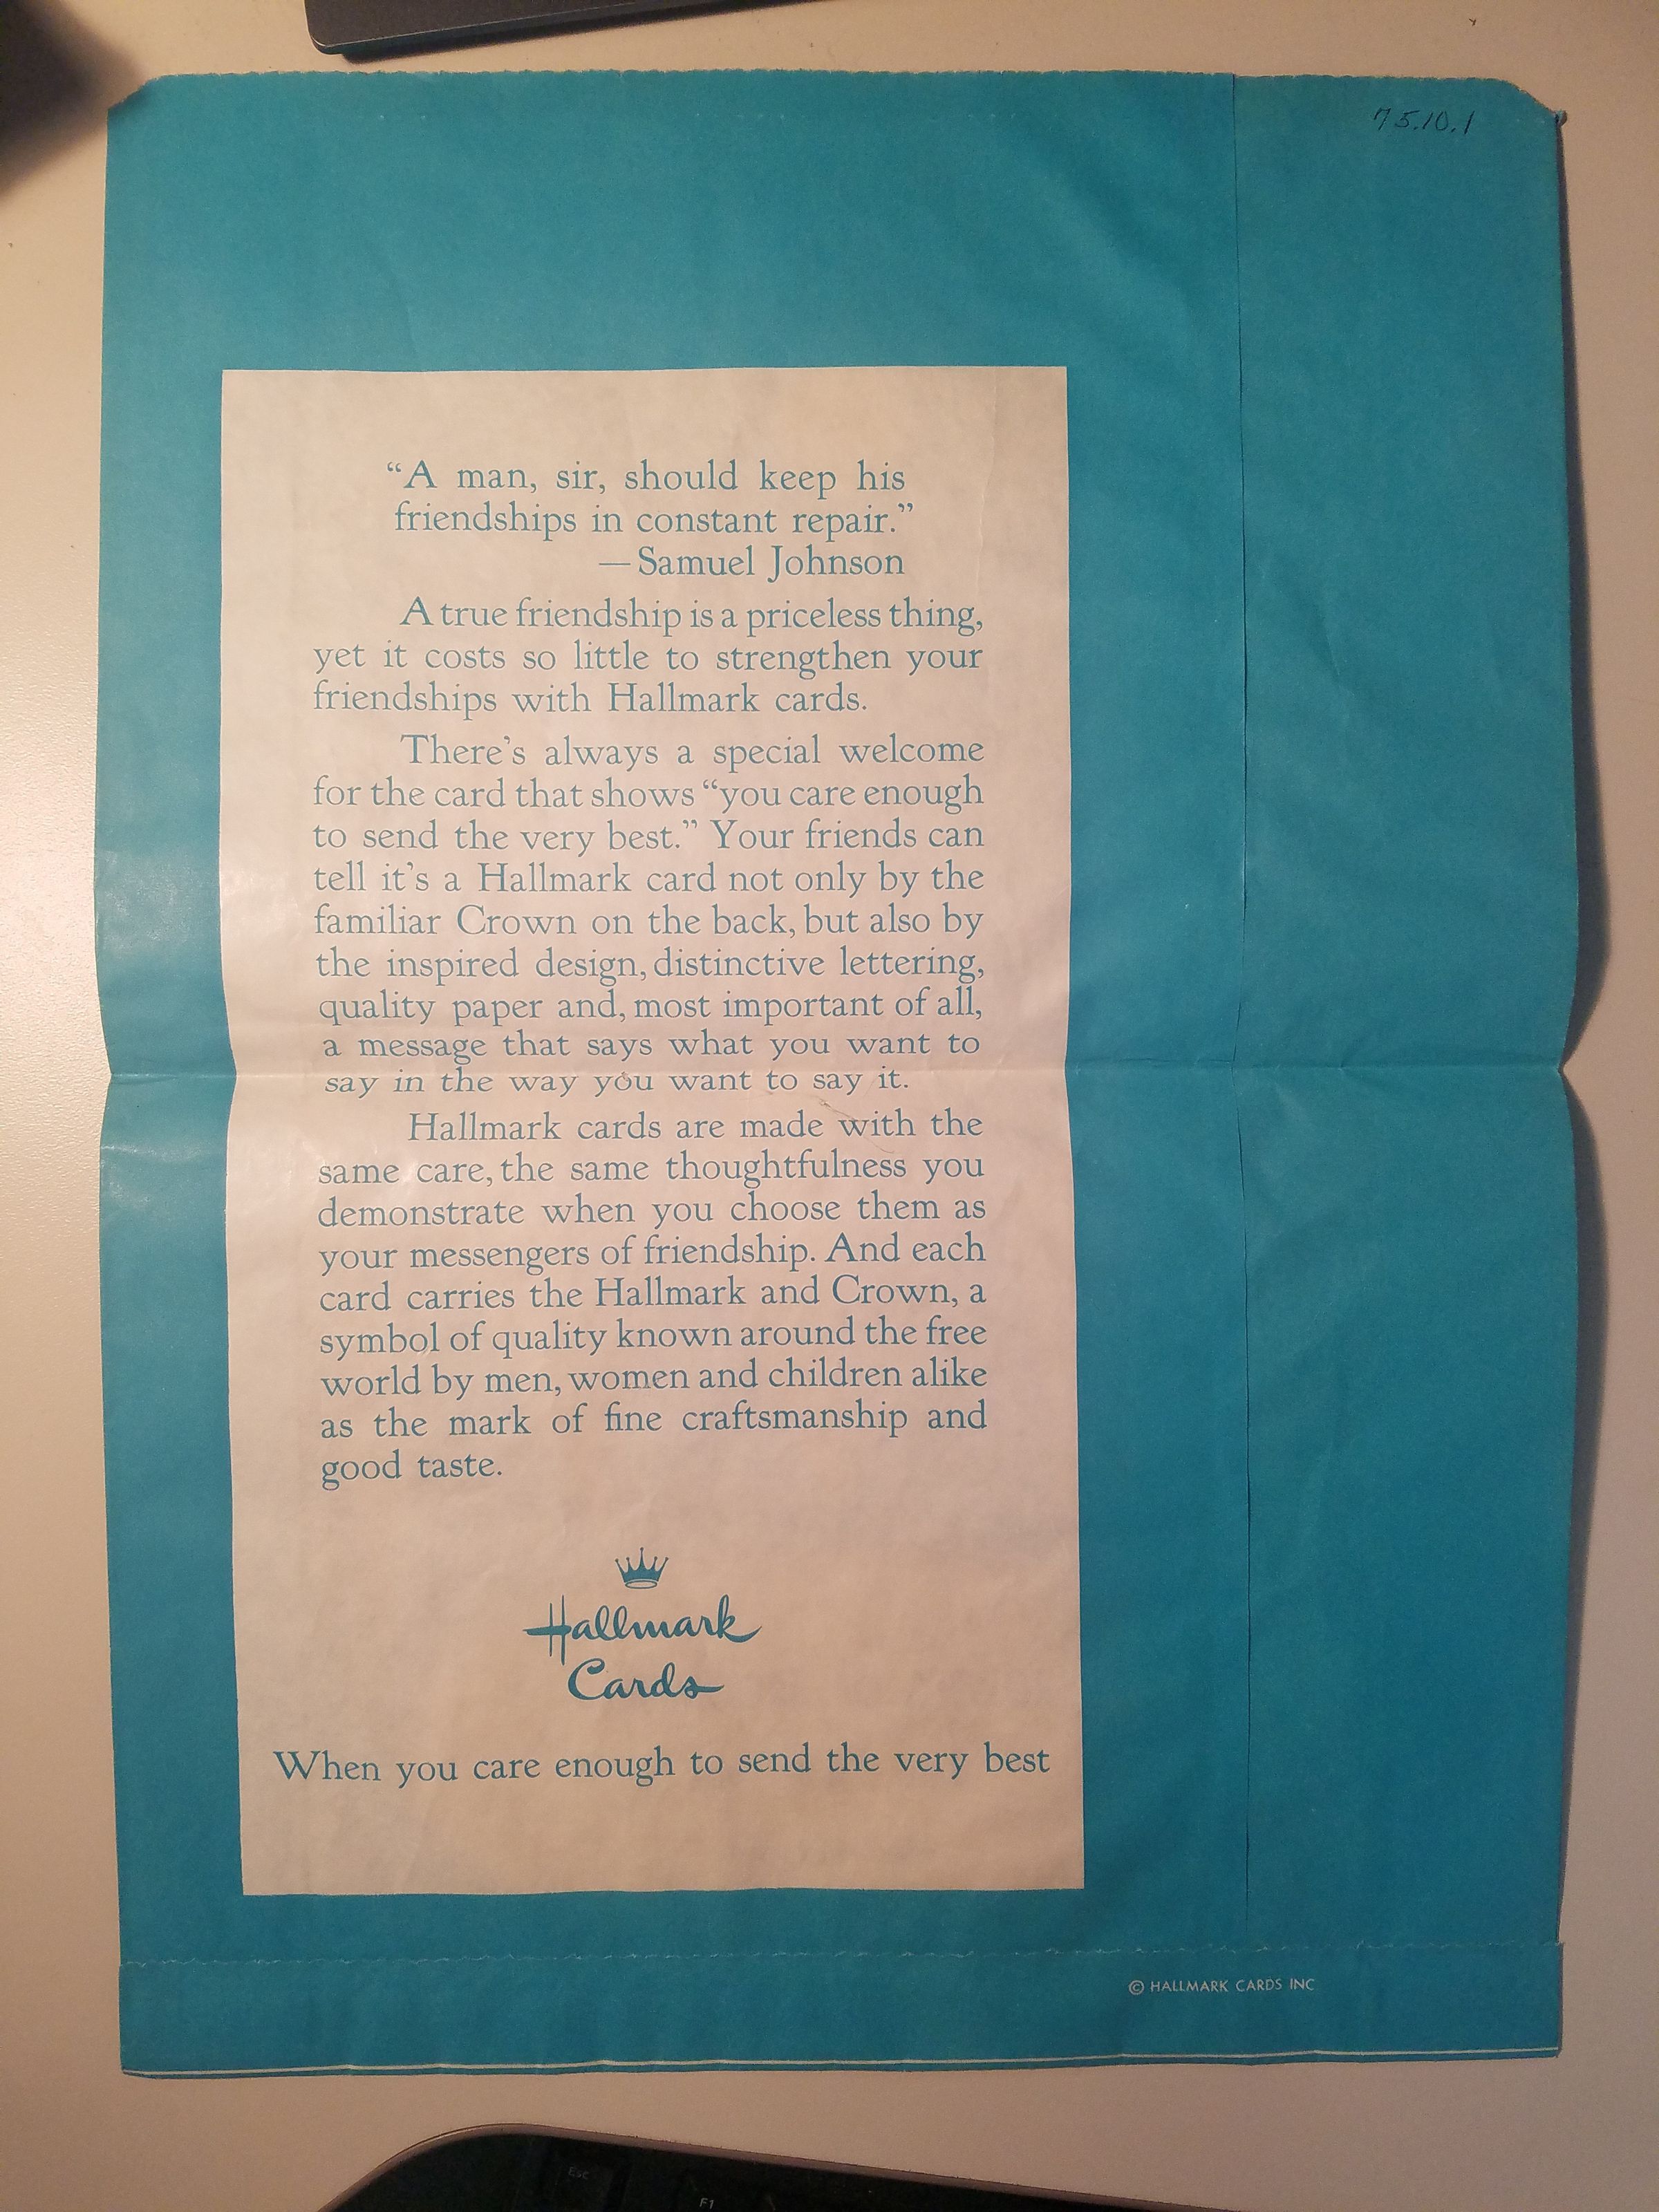 75.10.1
“A man, sir, should keep his
friendships in constant repair.”
—Samuel Johnson
A true friendship is a priceless thing,
yet it costs so little to strengthen your
friendships with Hallmark cards.
There's always a special welcome
for the card that shows “you care enough
to send the very best.” Your friends can
tell it's a Hallmark card not only by the
familiar Crown on the back, but also by
the inspired design, distinctive lettering,
quality paper and, most important of all,
a message that says what you want to
say in the way you want to say it.
Hallmark cards are made with the
same care, the same thoughtfulness you
demonstrate when you choose them as
your messengers of friendship. And each
card carries the Hallmark and Crown, a
symbol of quality known around the free
world by men, women and children alike
as the mark of fine craftsmanship and
good taste.
Hallmark
Cards
When you care enough to send the very best
© HALLMARK CARDS INC
Esc
F1